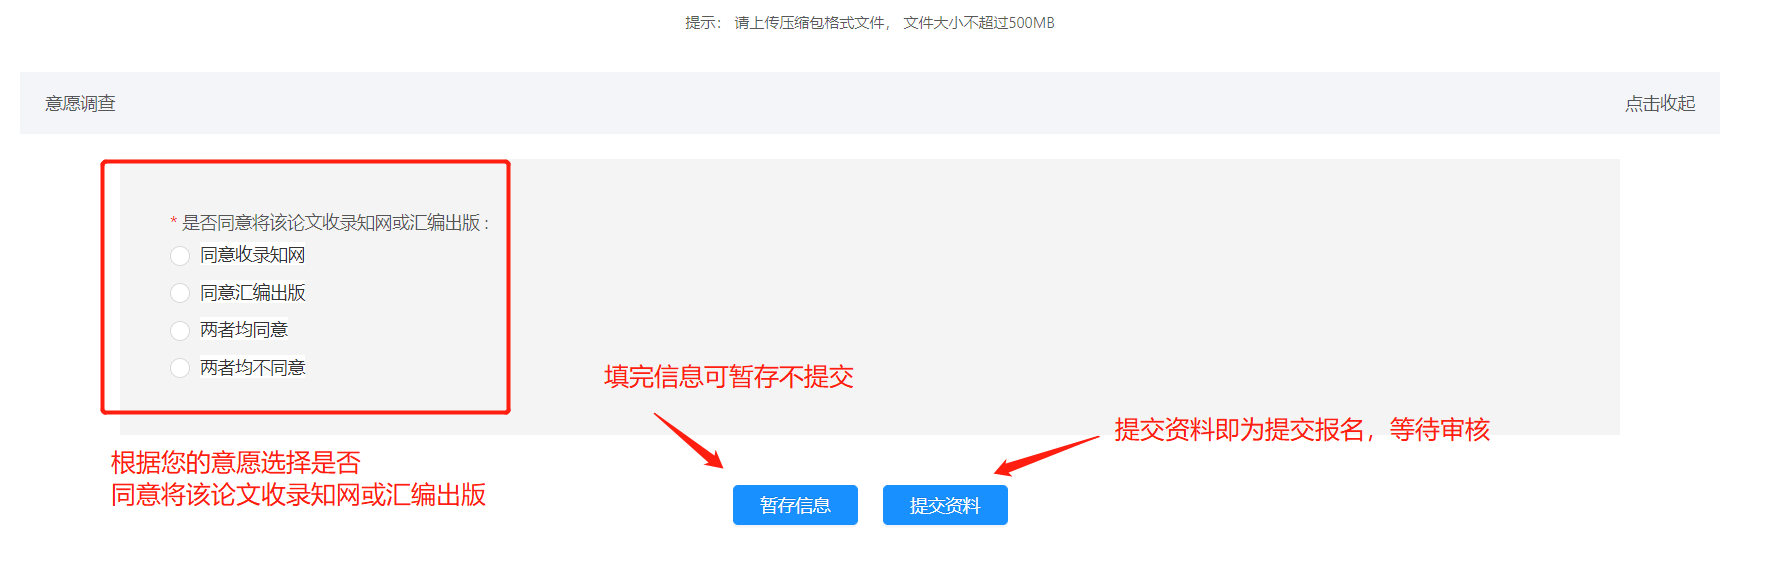 提示： 请上传压缩包格式文件， 文件大小不超过500MB
意愿调查
点击收起
* 是否同意将该论文收录知网或汇编出版 :
同意收录知网
同意汇编出版
两者均同意
两者均不同意
填完信息可暂存不提交
提交资料即为提交报名，等待审核
根据您的意愿选择是否
同意将该论文收录知网或汇编出版
暂存信息
提交资料